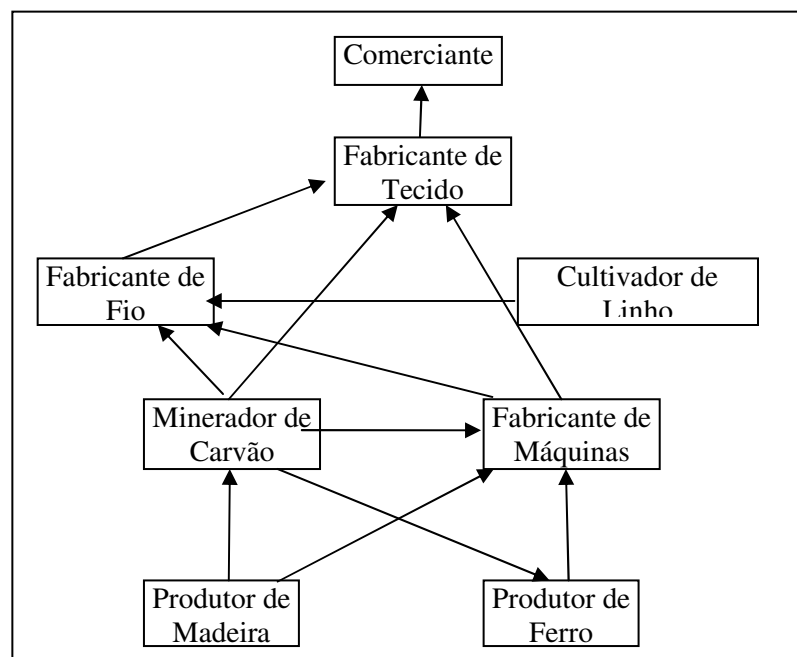 Comerciante
Fabricante de
Tecido
Fabricante de
Fio
Cultivador de
Linho
Minerador de
Carvão
Fabricante de
Máquinas
Produtor de
Madeira
Produtor de
Ferro